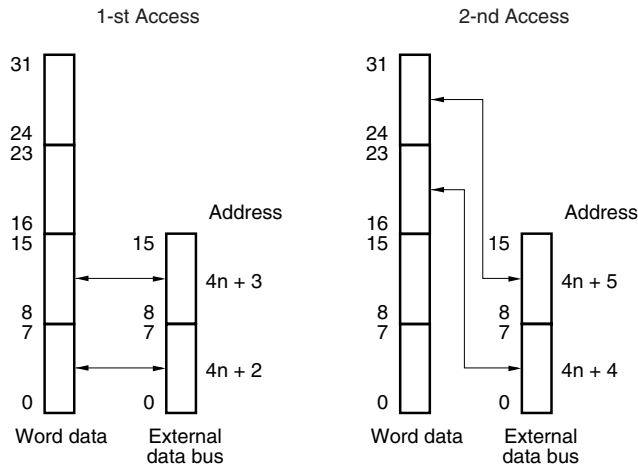 1-st Access
31
24
23
16
15
8
7
0
Word data
Address
15
4n + 3
8
7
4n + 2
0
External
data bus
2-nd Access
31
24
23
16
15
8
7
0
Word data
Address
15
4n + 5
8
7
4n + 4
0
External
data bus